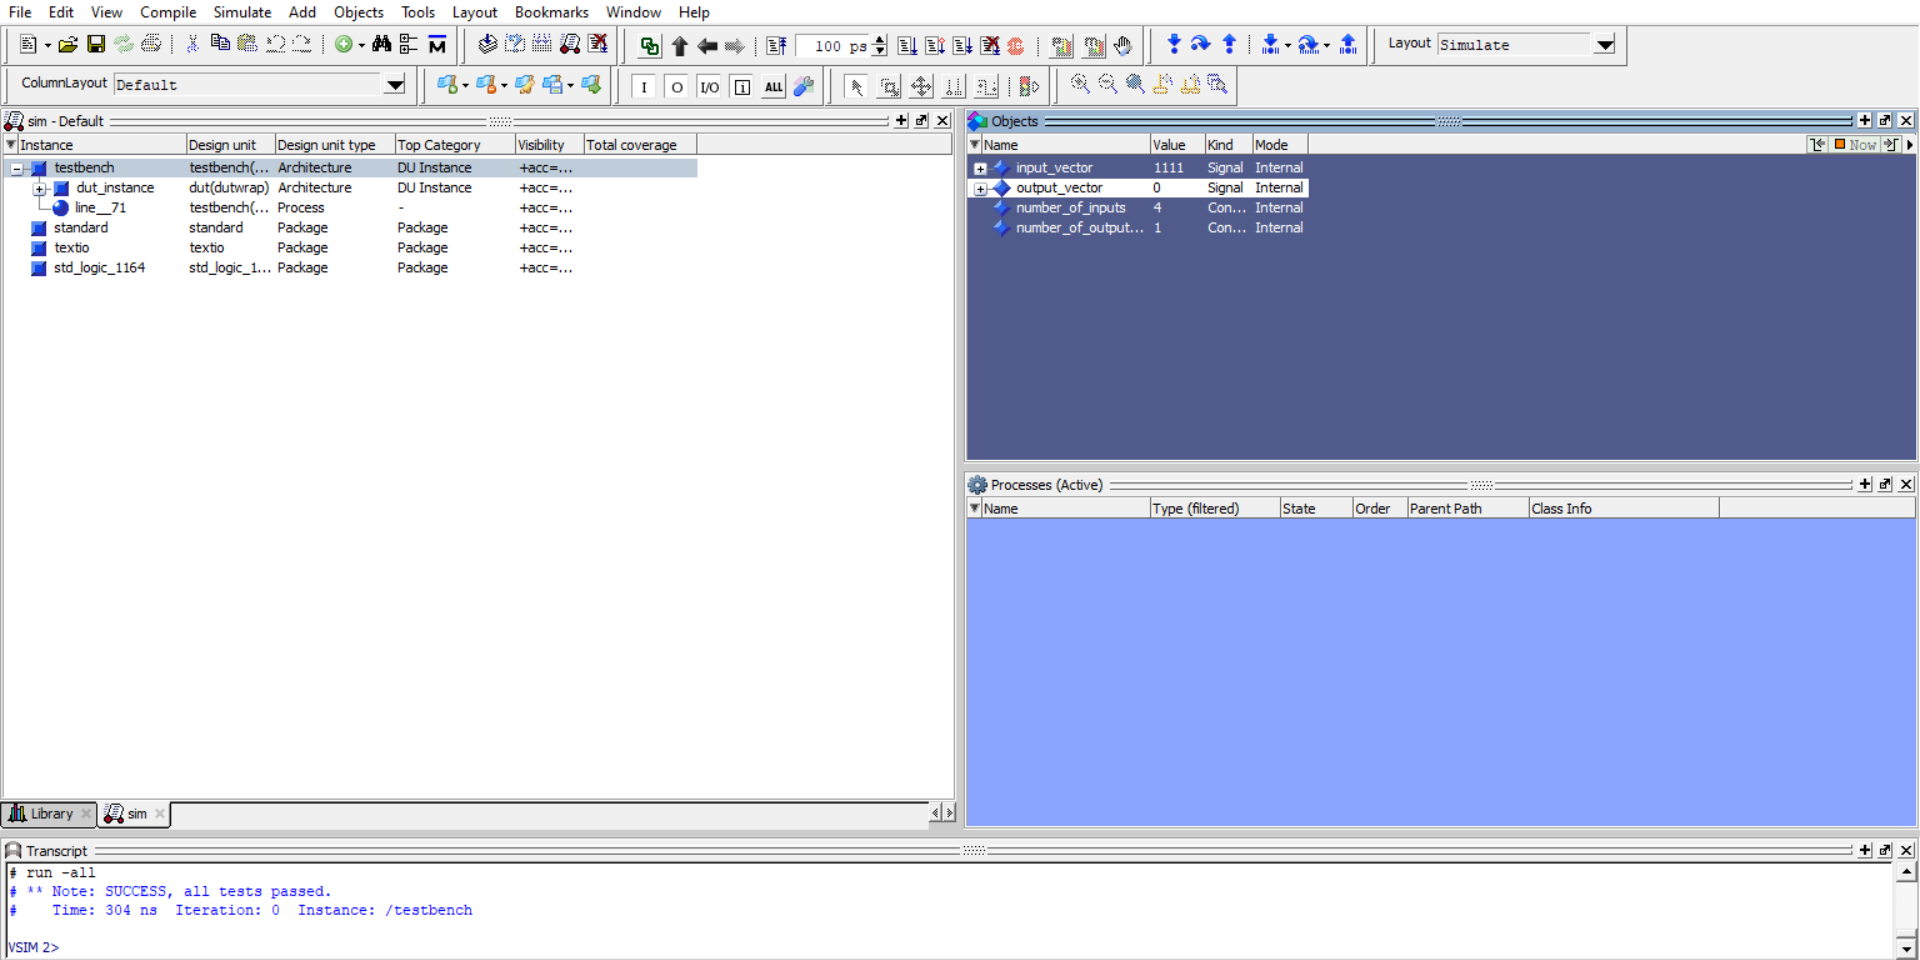 File Edit View Compile Simulate Add Objects Tools Layout Bookmarks Window Help
100 ps Layout Simulate
ColumnLayout Default I O I/O i ALL
sim - Default
Instance Design unit Design unit type Top Category Visibility Total coverage
testbench testbench(... Architecture DU Instance +acc=...
dut_instance dut(dutwrap) Architecture DU Instance +acc=...
line__71 testbench(... Process - +acc=...
standard standard Package Package +acc=...
textio textio Package Package +acc=...
std_logic_1164 std_logic_1... Package Package +acc=...
Objects
Name Value Kind Mode Now
input_vector 1111 Signal Internal
output_vector 0 Signal Internal
number_of_inputs 4 Con... Internal
number_of_output... 1 Con... Internal
Processes (Active)
Name Type (filtered) State Order Parent Path Class Info
Library sim
Transcript
# run -all
# ** Note: SUCCESS, all tests passed.
# Time: 304 ns Iteration: 0 Instance: /testbench
VSIM 2>